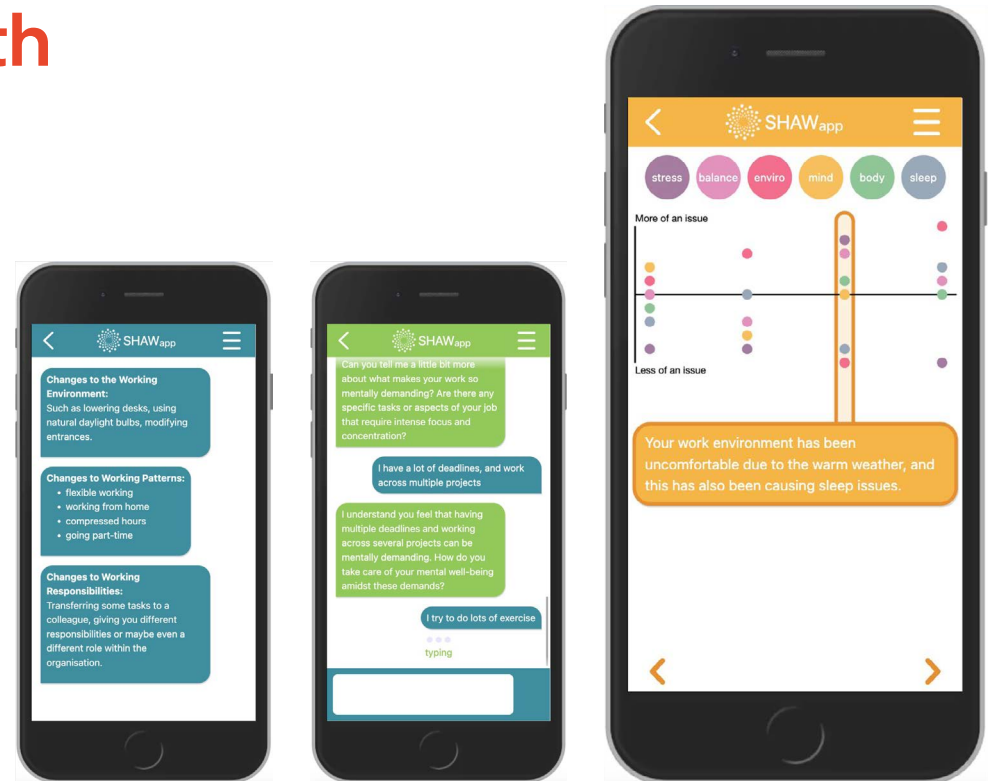 th
SHAWapp
Changes to the Working
Environment:
Such as lowering desks, using
natural daylight bulbs, modifying
entrances.
Changes to Working Patterns:
• flexible working
• working from home
• compressed hours
• going part-time
Changes to Working
Responsibilities:
Transferring some tasks to a
colleague, giving you different
responsibilities or maybe even a
different role within the
organisation.
SHAWapp
Can you tell me a little bit more
about what makes your work so
mentally demanding? Are there any
specific tasks or aspects of your job
that require intense focus and
concentration?
I have a lot of deadlines, and work
across multiple projects
I understand you feel that having
multiple deadlines and working
across several projects can be
mentally demanding. How do you
take care of your mental well-being
amidst these demands?
I try to do lots of exercise
typing
SHAWapp
stress balance enviro mind body sleep
More of an issue
Less of an issue
Your work environment has been
uncomfortable due to the warm weather, and
this has also been causing sleep issues.